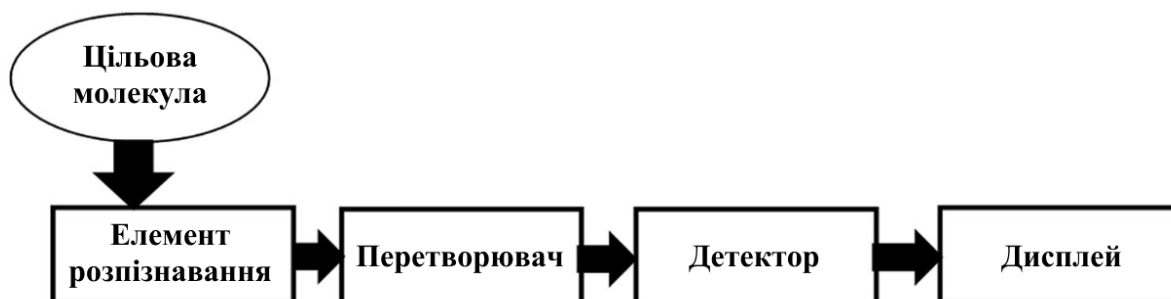 Цільова
молекула
Елемент
розпізнавання
Перетворювач
Детектор
Дисплей